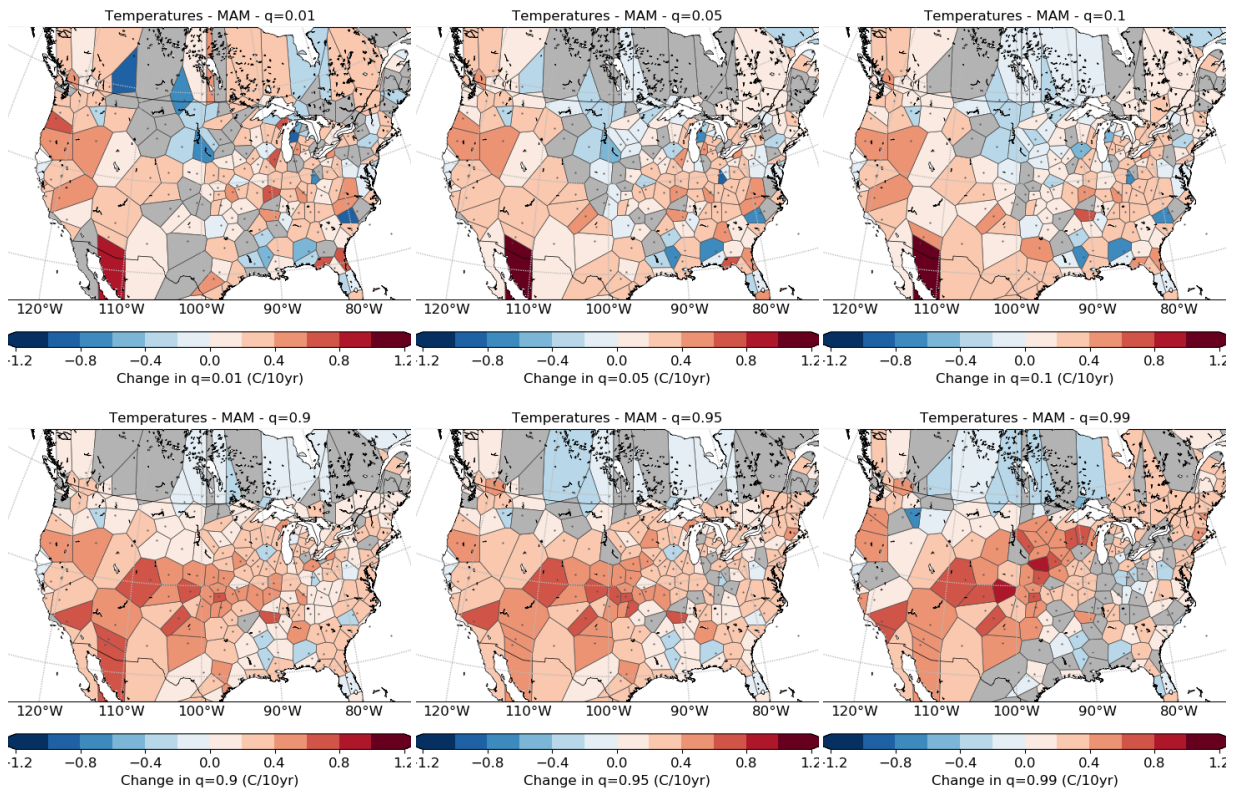 Temperatures - MAM - q=0.01
Temperatures - MAM - q=0.05
Temperatures - MAM - q=0.1
120°W 110°W 100°W 90°W 80°W
120°W 110°W 100°W 90°W 80°W
120°W 110°W 100°W 90°W 80°W
-1.2 −0.8 −0.4 0.0 0.4 0.8 1.2
-1.2 −0.8 −0.4 0.0 0.4 0.8 1.2
-1.2 −0.8 −0.4 0.0 0.4 0.8 1.2
Change in q=0.01 (C/10yr)
Change in q=0.05 (C/10yr)
Change in q=0.1 (C/10yr)
Temperatures - MAM - q=0.9
Temperatures - MAM - q=0.95
Temperatures - MAM - q=0.99
120°W 110°W 100°W 90°W 80°W
120°W 110°W 100°W 90°W 80°W
120°W 110°W 100°W 90°W 80°W
-1.2 −0.8 −0.4 0.0 0.4 0.8 1.2
-1.2 −0.8 −0.4 0.0 0.4 0.8 1.2
-1.2 −0.8 −0.4 0.0 0.4 0.8 1.2
Change in q=0.9 (C/10yr)
Change in q=0.95 (C/10yr)
Change in q=0.99 (C/10yr)